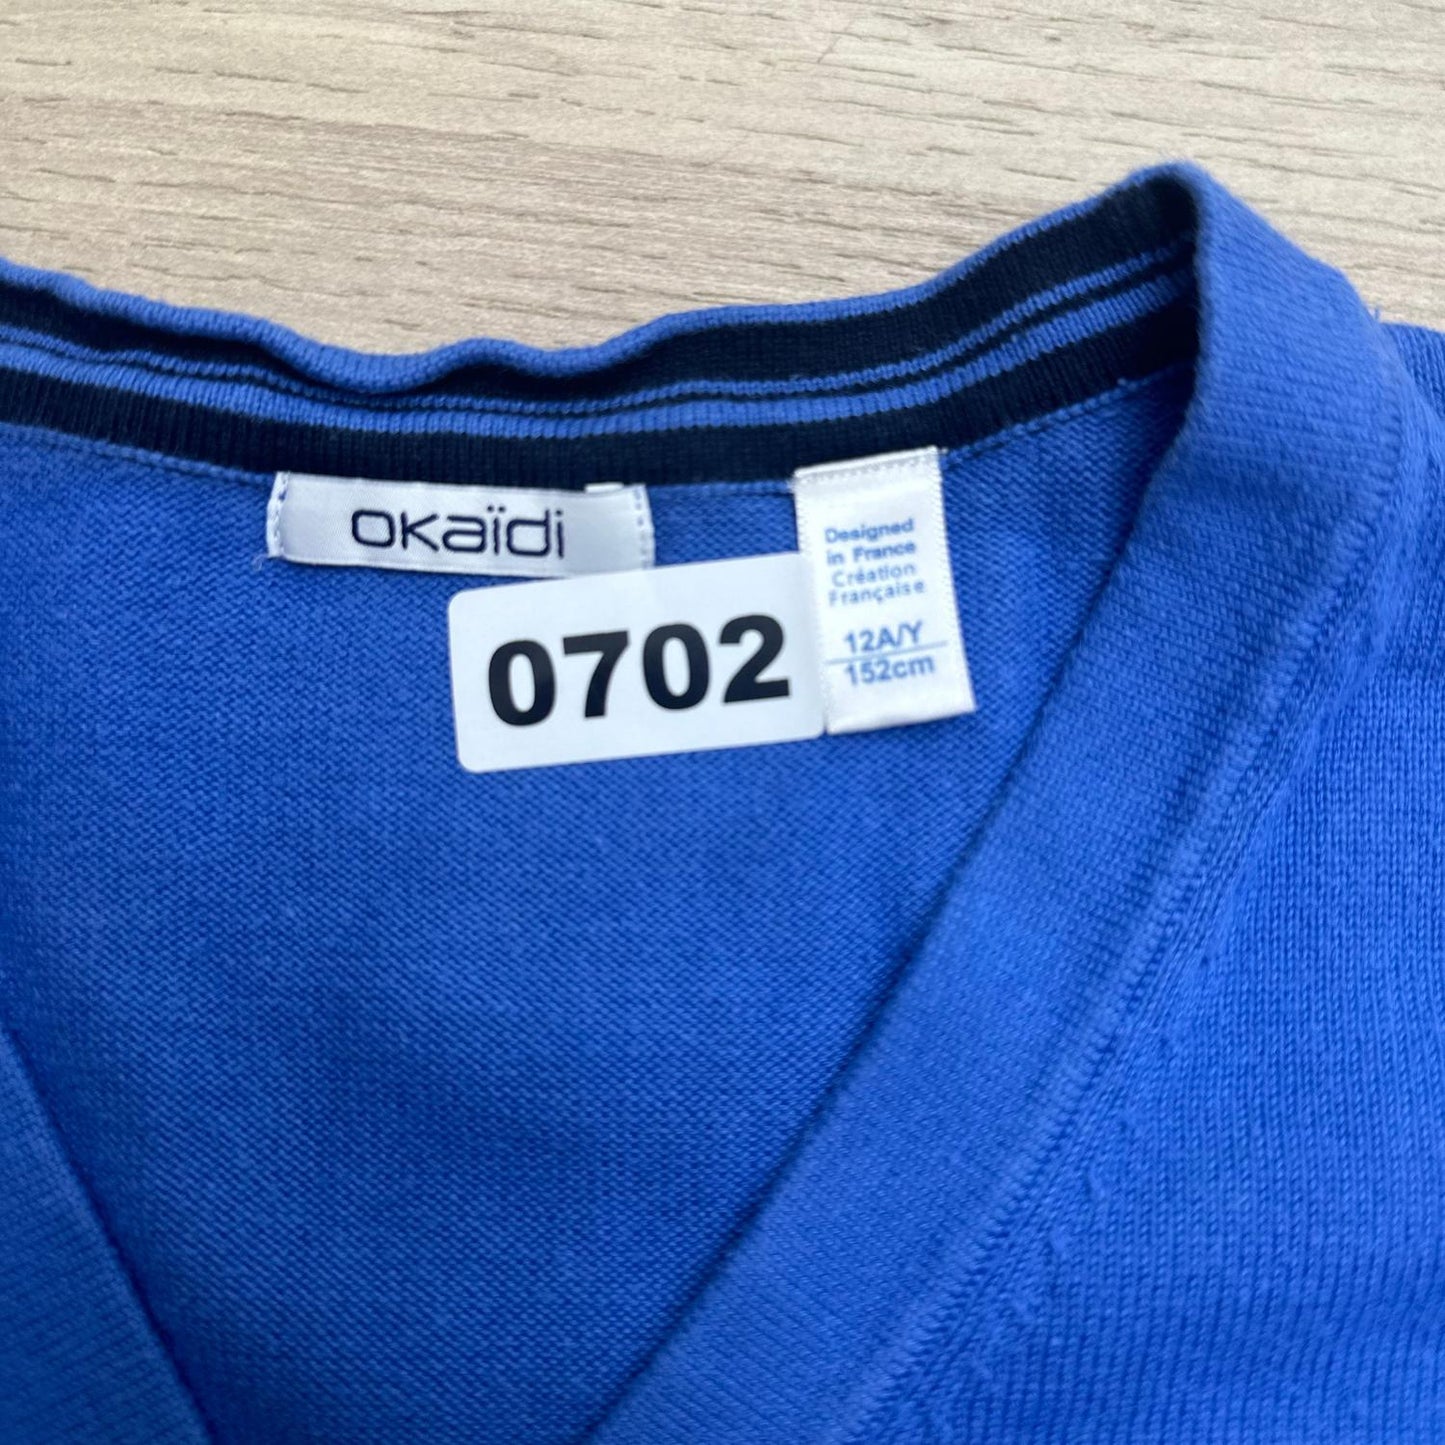 OKaïdi
0702
Designed
in France
Création
Française
12A/Y
152cm